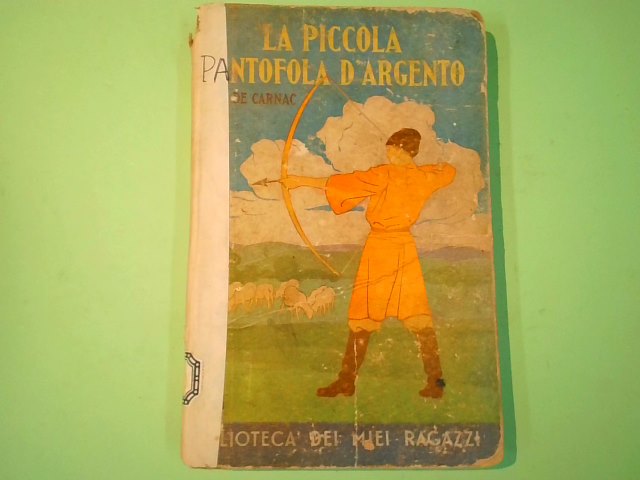 LA PICCOLA
PANTOFOLA D'ARGENTO
DE CARNAC
LIOTECA DEI MIEI RAGAZZI